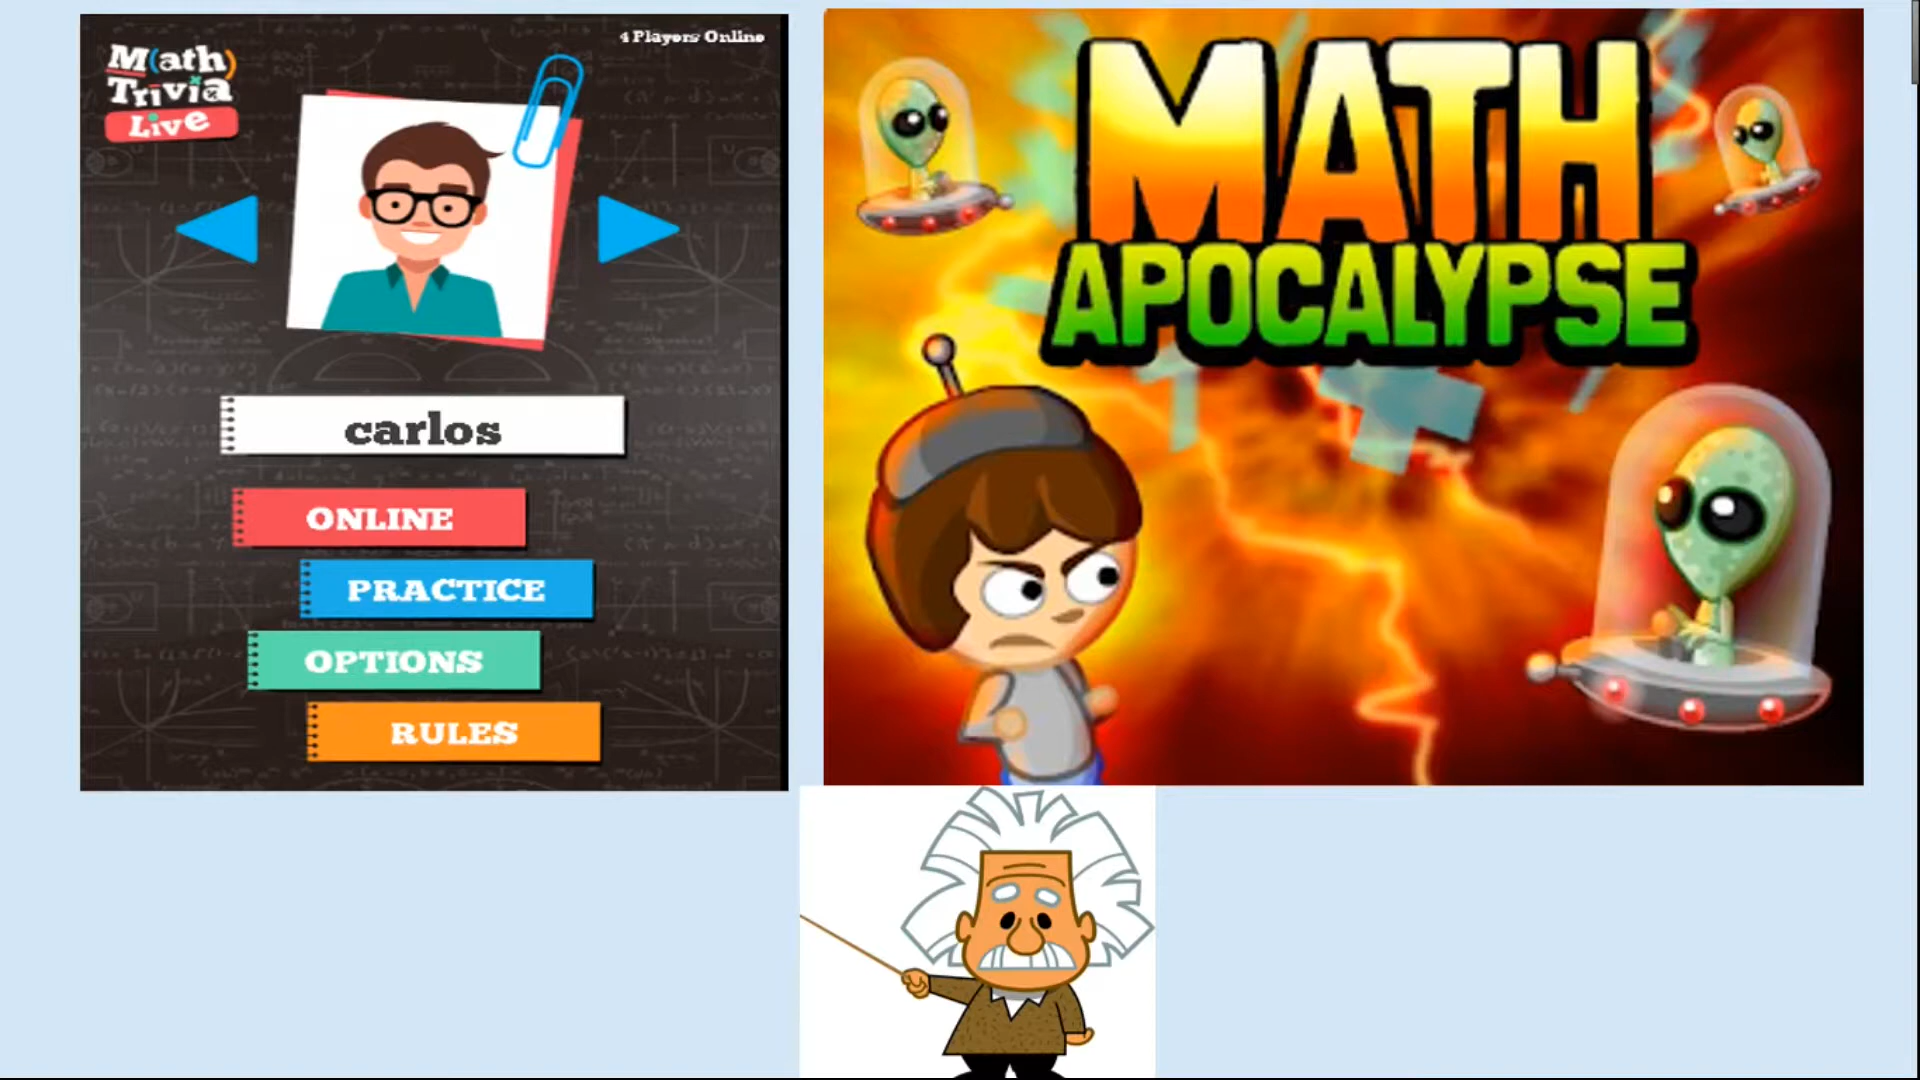 4 Players Online
M(ath)
Trivia
Live
carlos
ONLINE
PRACTICE
OPTIONS
RULES
MATH
APOCALYPSE